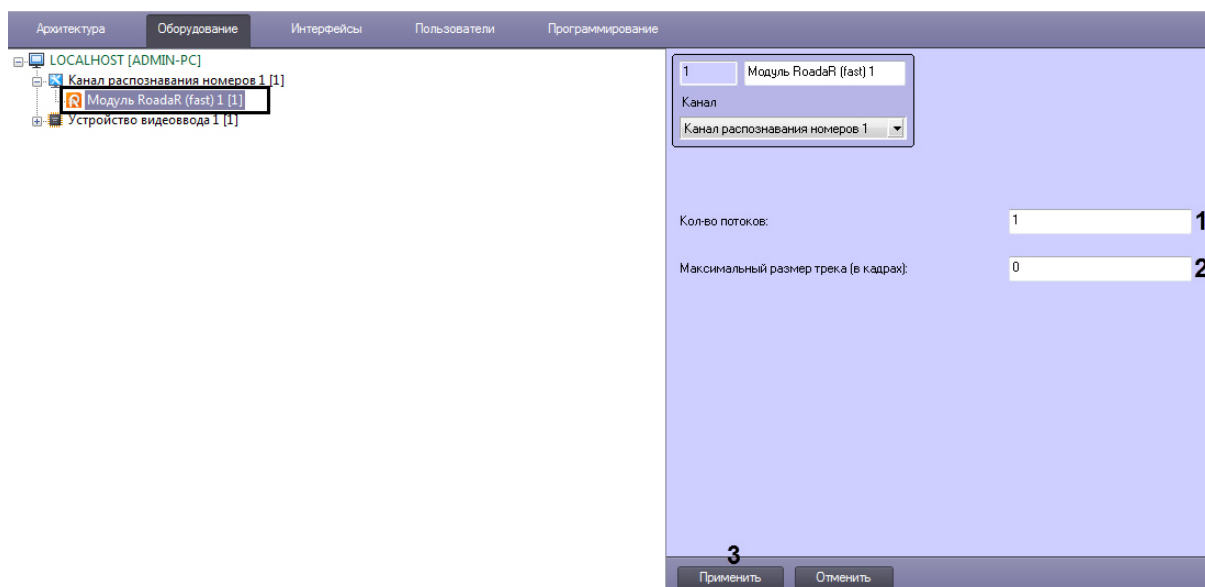 Архитектура Оборудование Интерфейсы Пользователи Программирование
LOCALHOST [ADMIN-PC]
Канал распознавания номеров 1 [1]
Модуль RoadaR (fast) 1 [1]
Устройство видеоввода 1 [1]
1 Модуль RoadaR (fast) 1
Канал
Канал распознавания номеров 1
Кол-во потоков: 1 1
Максимальный размер трека (в кадрах): 0 2
3
Применить Отменить